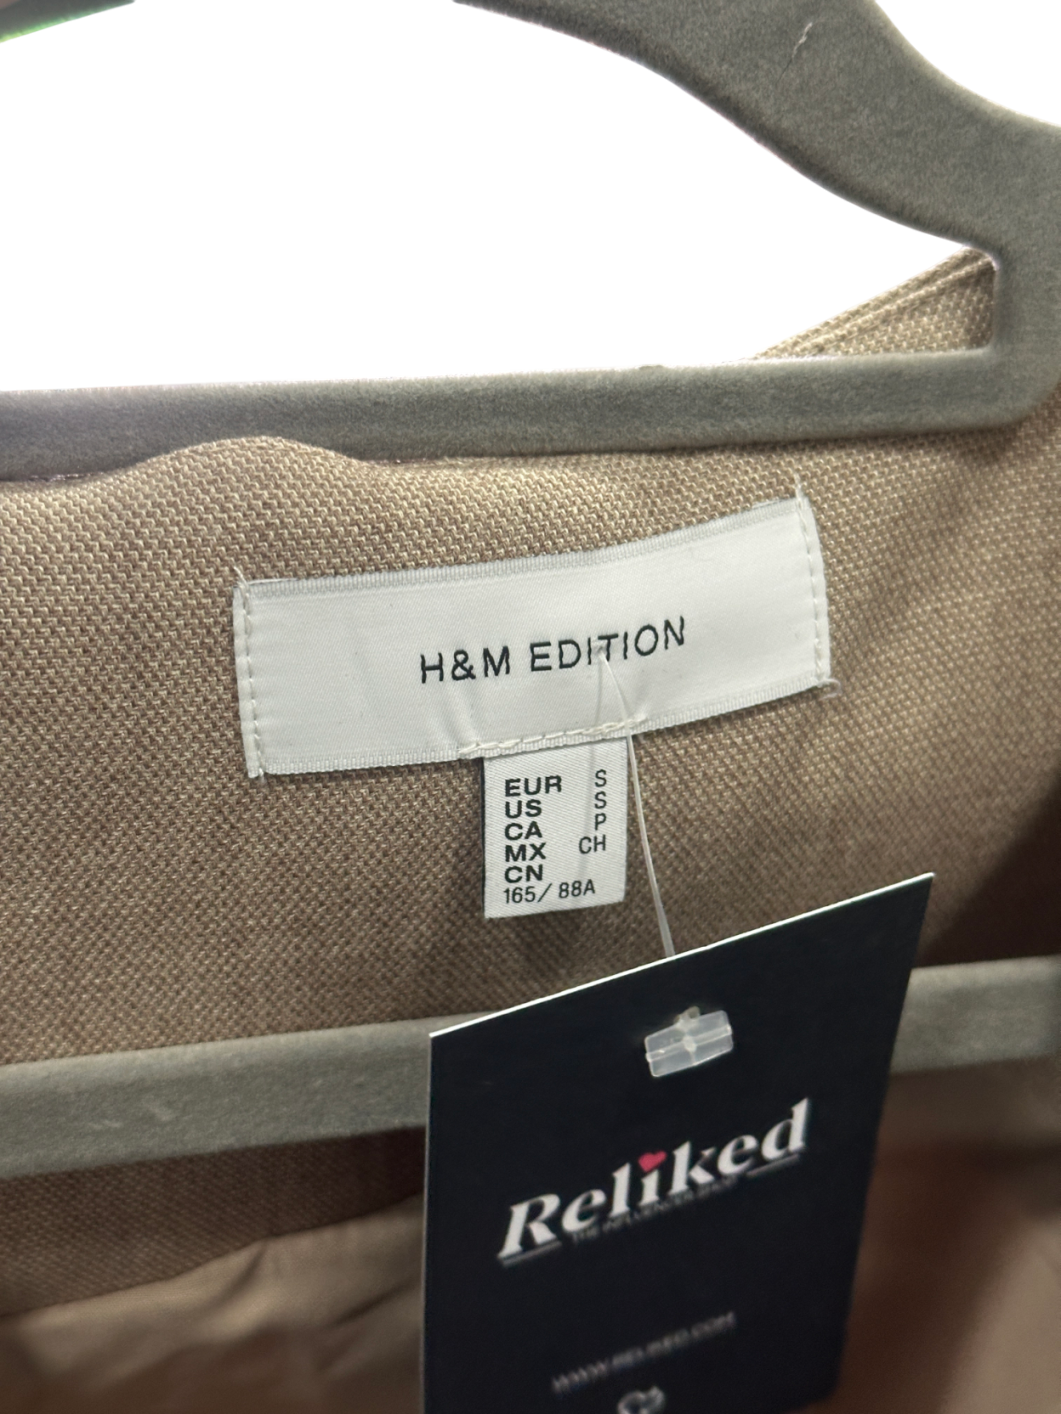 H&M EDITION
EUR S
US S
CA P
MX CH
CN
165/88A
Reliked
THE INFLUENCER SHOP
WWW.RELIKED.COM